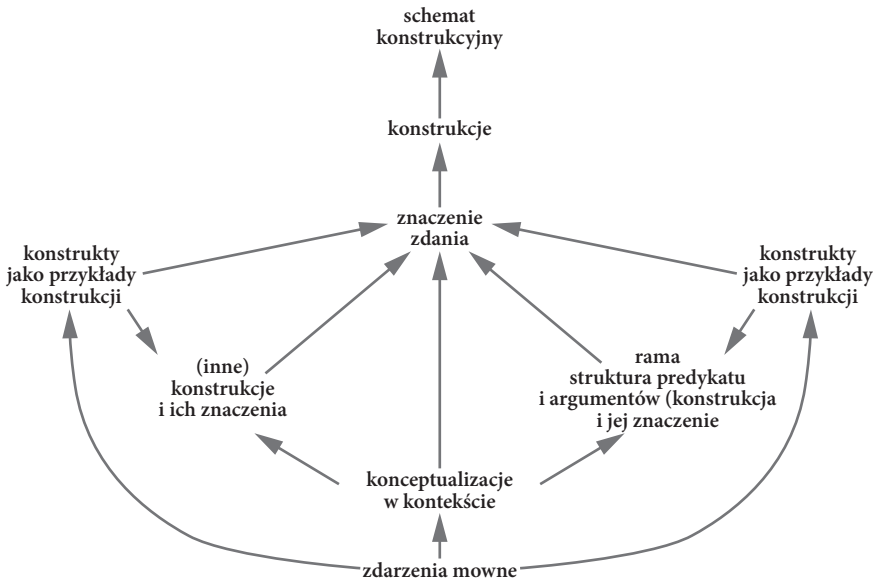 schemat
konstrukcyjny
konstrukcje
znaczenie
zdania
konstrukty
jako przykłady
konstrukcji
konstrukty
jako przykłady
konstrukcji
(inne)
konstrukcje
i ich znaczenia
rama
struktura predykatu
i argumentów (konstrukcja
i jej znaczenie
konceptualizacje
w kontekście
zdarzenia mowne